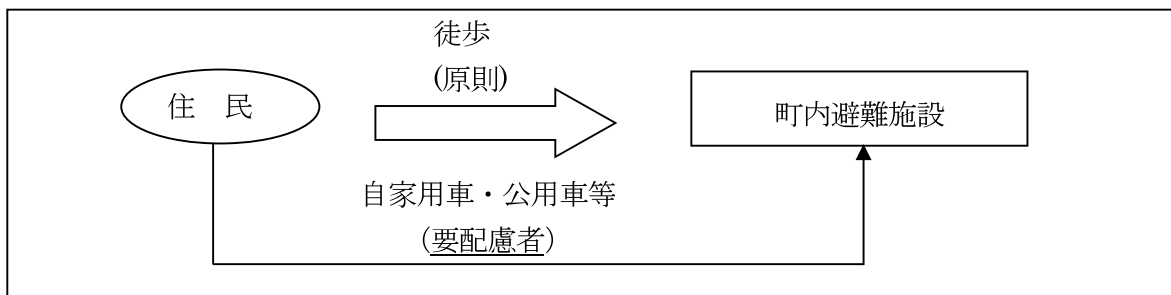 徒歩
(原則)
住　民
町内避難施設
自家用車・公用車等
（要配慮者）